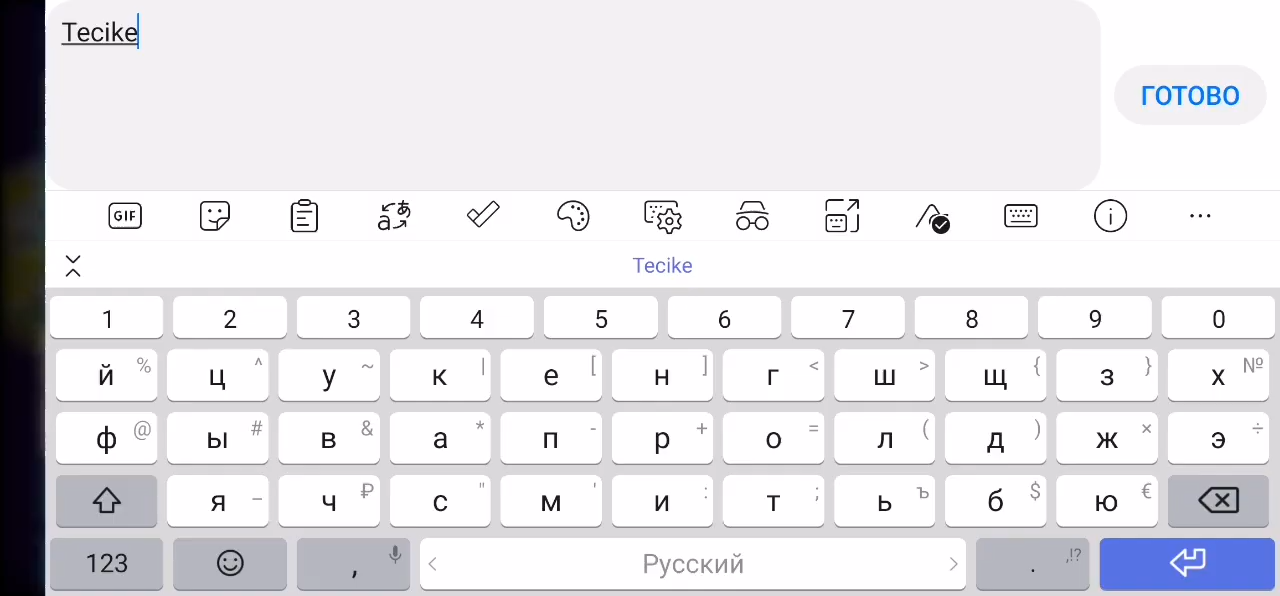 Tecike
ГОТОВО
GIF
Tecike
1 2 3 4 5 6 7 8 9 0
й % ц ^ у ~ к | е [ н ] г < ш > щ { з } х №
ф @ ы # в & а * п - р + о = л ( д ) ж × э ÷
я _ ч ₽ с " м ' и : т ; ь ъ б $ ю €
123 , < Русский > . ,!?